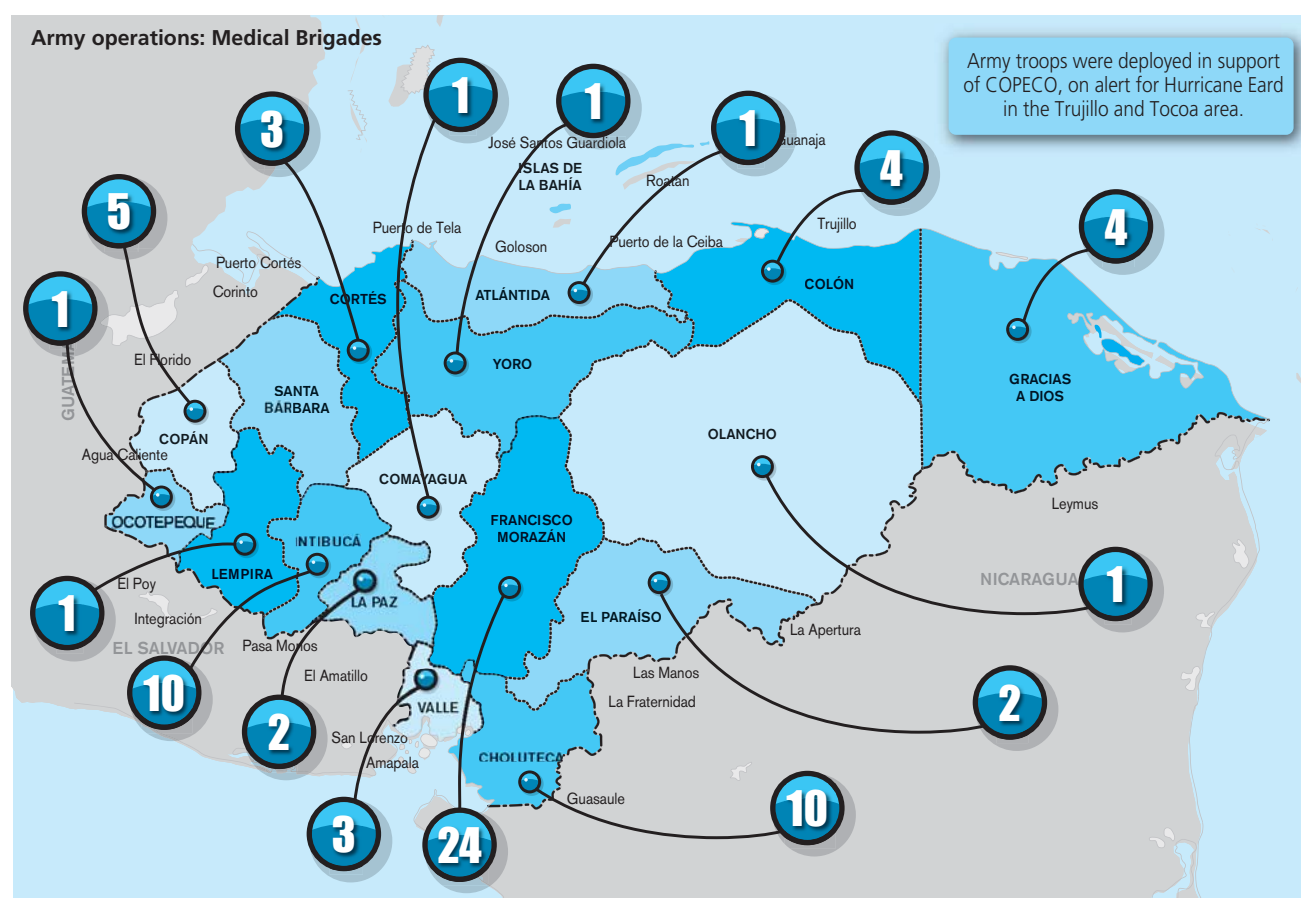 Army operations: Medical Brigades
Army troops were deployed in support
of COPECO, on alert for Hurricane Eard
in the Trujillo and Tocoa area.
1
1
1
3
4
4
5
1
José Santos Guardiola
Guanaja
ISLAS DE
LA BAHÍA
Roatán
Puerto de Tela
Goloson
Puerto de la Ceiba
Trujillo
Puerto Cortés
Corinto
CORTÉS
ATLÁNTIDA
COLÓN
El Florido
GUATEMA
YORO
SANTA
BÁRBARA
GRACIAS
A DIOS
COPÁN
OLANCHO
Agua Caliente
COMAYAGUA
Leymus
OCOTEPEQUE
FRANCISCO
MORAZÁN
INTIBUCÁ
LEMPIRA
El Poy
NICARAGUA
1
1
LA PAZ
EL PARAÍSO
Integración
La Apertura
EL SALVADOR
Pasa Monos
El Amatillo
Las Manos
La Fraternidad
10
2
2
VALLE
San Lorenzo
Amapala
CHOLUTECA
Guasaule
10
3
24